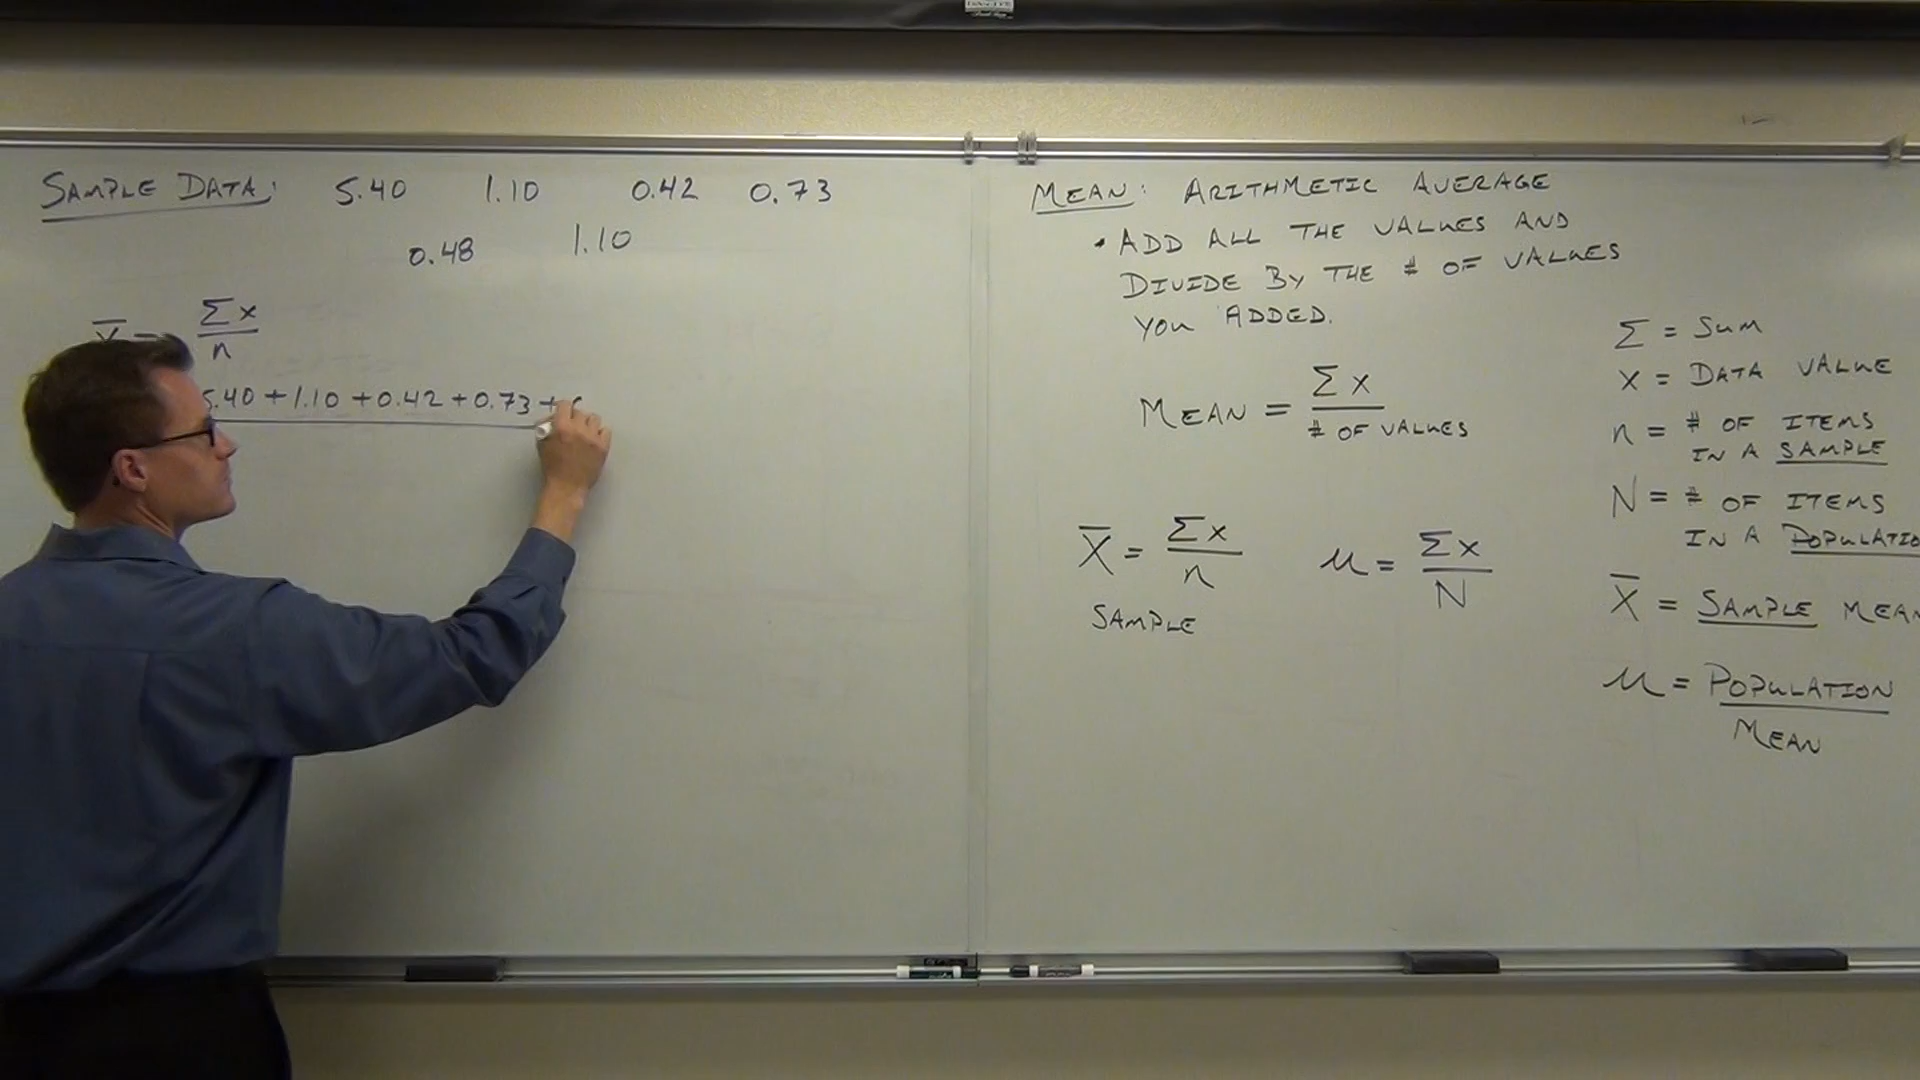 SAMPLE DATA: 5.40 1.10 0.42 0.73
0.48 1.10
x̄ = Σx
n
5.40 + 1.10 + 0.42 + 0.73 +
MEAN: ARITHMETIC AVERAGE
• ADD ALL THE VALUES AND
DIVIDE BY THE # OF VALUES
YOU ADDED.
MEAN = Σx
# OF VALUES
x̄ = Σx
n
SAMPLE
μ = Σx
N
Σ = SUM
x = DATA VALUE
n = # OF ITEMS
IN A SAMPLE
N = # OF ITEMS
IN A POPULATIO
x̄ = SAMPLE MEAN
μ = POPULATION
MEAN